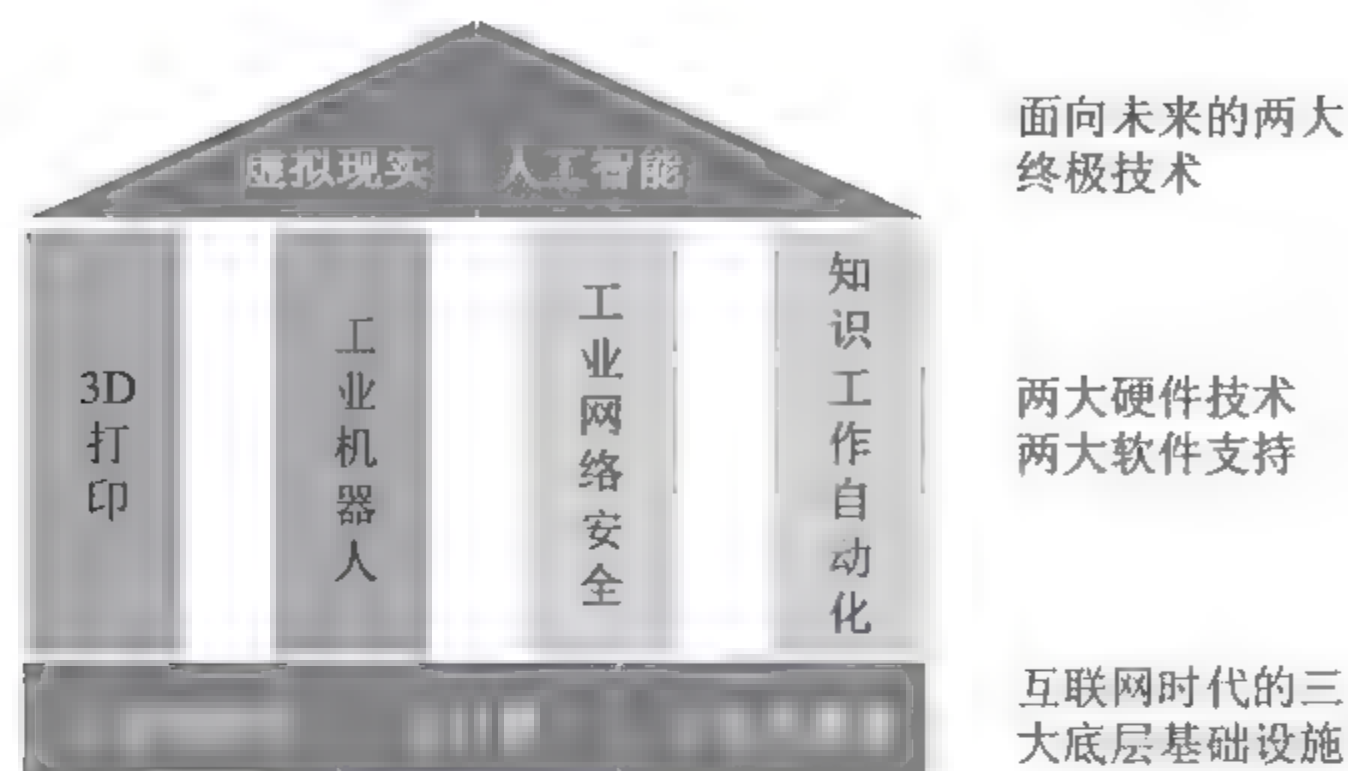 虚拟现实 人工智能
面向未来的两大
终极技术
3D
打
印
工
业
机
器
人
工
业
网
络
安
全
知
识
工
作
自
动
化
两大硬件技术
两大软件支持
互联网时代的三
大底层基础设施